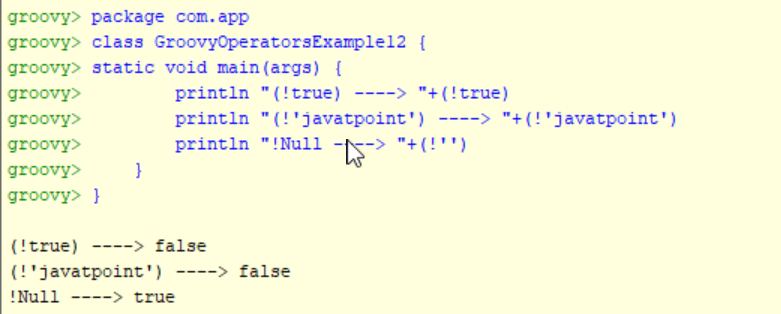 groovy> package com.app
groovy> class GroovyOperatorsExample12 {
groovy> static void main(args) {
groovy>         println "(!true) ----> "+(!true)
groovy>         println "(!'javatpoint') ----> "+(!'javatpoint')
groovy>         println "!Null ----> "+(!'')
groovy>     }
groovy> }
(!true) ----> false
(!'javatpoint') ----> false
!Null ----> true